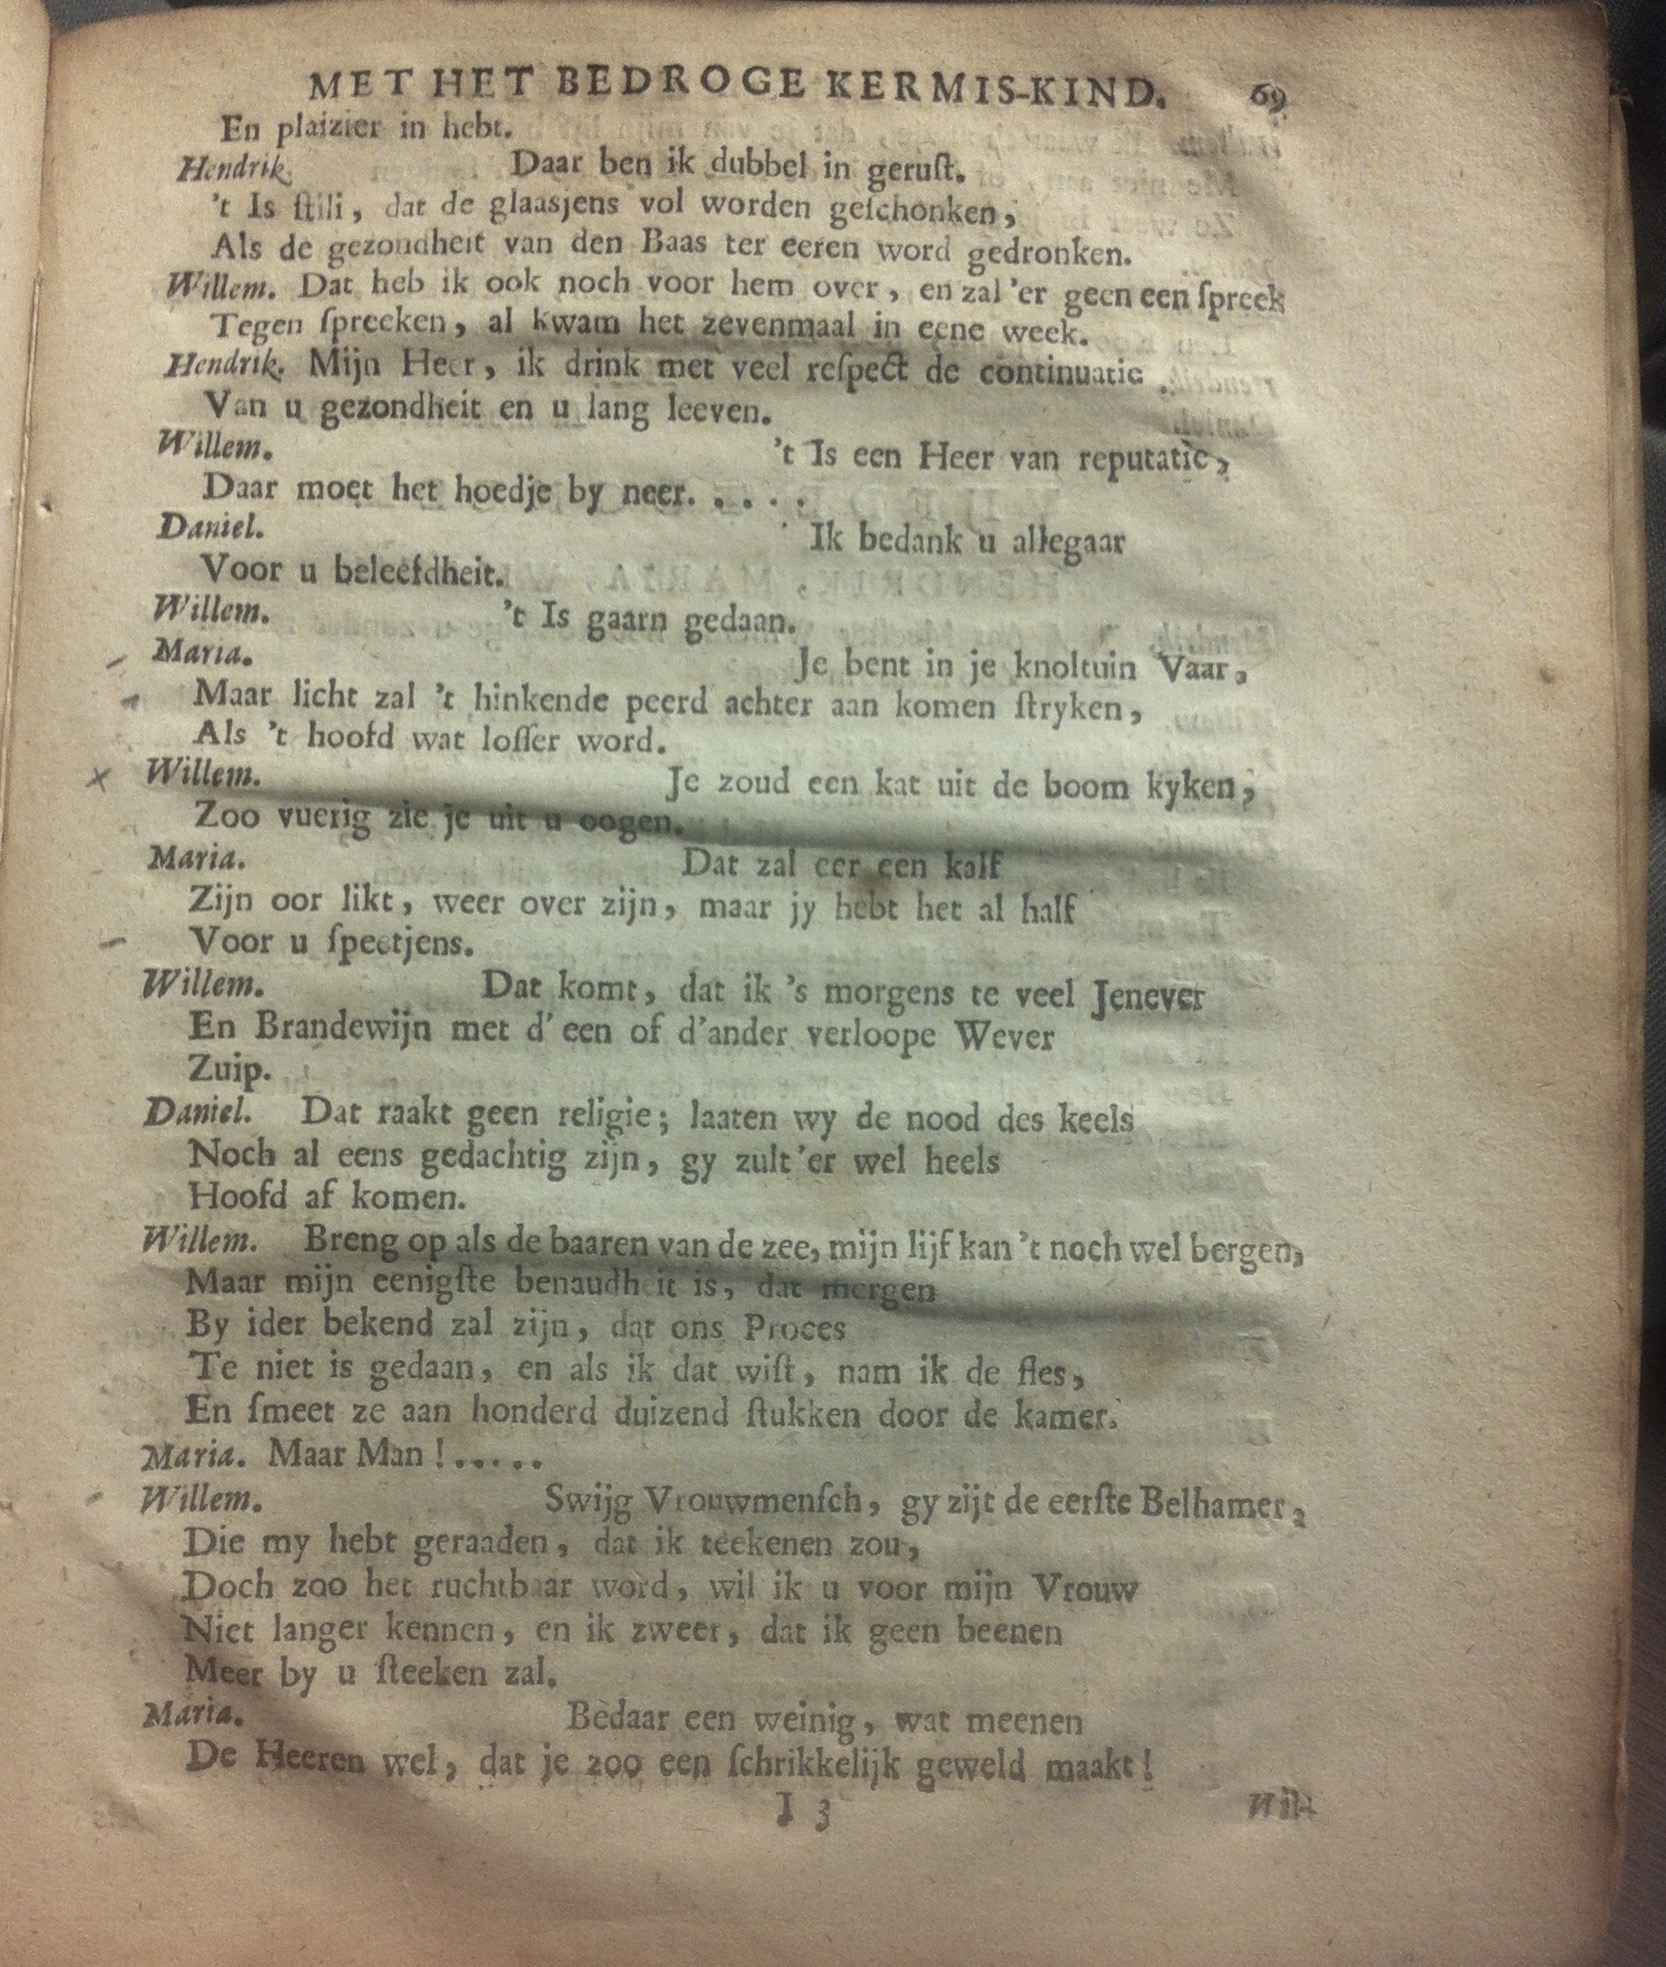 MET HET BEDROGE KERMIS-KIND. 69
En plaizier in hebt.
Hendrik. Daar ben ik dubbel in geruſt.
't Is ſtili, dat de glaasjens vol worden geſchonken,
Als de gezondheit van den Baas ter eeren word gedronken.
Willem. Dat heb ik ook noch voor hem over, en zal 'er geen een ſpreek
Tegen ſpreeken, al kwam het zevenmaal in eene week.
Hendrik. Mijn Heer, ik drink met veel reſpect de continuatie
Van u gezondheit en u lang leeven.
Willem. 't Is een Heer van reputatie,
Daar moet het hoedje by neer. . . . .
Daniel. Ik bedank u allegaar
Voor u beleefdheit.
Willem. 't Is gaarn gedaan.
Maria. Je bent in je knoltuin Vaar,
Maar licht zal 't hinkende peerd achter aan komen ſtryken,
Als 't hoofd wat loſſer word.
Willem. Je zoud een kat uit de boom kyken,
Zoo vuerig zie je uit u oogen.
Maria. Dat zal eer een kalf
Zijn oor likt, weer over zijn, maar jy hebt het al half
Voor u ſpeetjens.
Willem. Dat komt, dat ik 's morgens te veel Jenever
En Brandewijn met d' een of d'ander verloope Wever
Zuip.
Daniel. Dat raakt geen religie; laaten wy de nood des keels
Noch al eens gedachtig zijn, gy zult 'er wel heels
Hoofd af komen.
Willem. Breng op als de baaren van de zee, mijn lijf kan 't noch wel bergen,
Maar mijn eenigſte benaudheit is, dat mergen
By ider bekend zal zijn, dat ons Proces
Te niet is gedaan, en als ik dat wiſt, nam ik de fles,
En ſmeet ze aan honderd duizend ſtukken door de kamer.
Maria. Maar Man! . . . . .
Willem. Swijg Vrouwmenſch, gy zijt de eerſte Belhamer,
Die my hebt geraaden, dat ik teekenen zou,
Doch zoo het ruchtbaar word, wil ik u voor mijn Vrouw
Niet langer kennen, en ik zweer, dat ik geen beenen
Meer by u ſteeken zal.
Maria. Bedaar een weinig, wat meenen
De Heeren wel, dat je zoo een ſchrikkelijk geweld maakt!
I 3